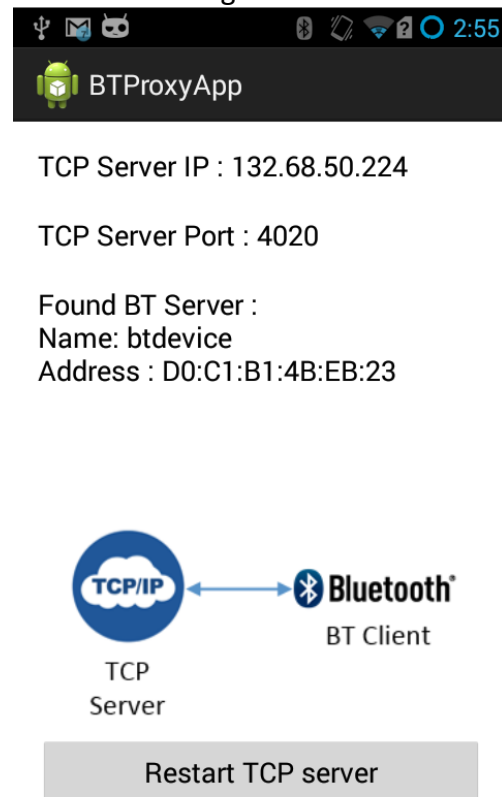 2:55
BTProxyApp
TCP Server IP : 132.68.50.224
TCP Server Port : 4020
Found BT Server :
Name: btdevice
Address : D0:C1:B1:4B:EB:23
TCP/IP
Bluetooth
BT Client
TCP
Server
Restart TCP server